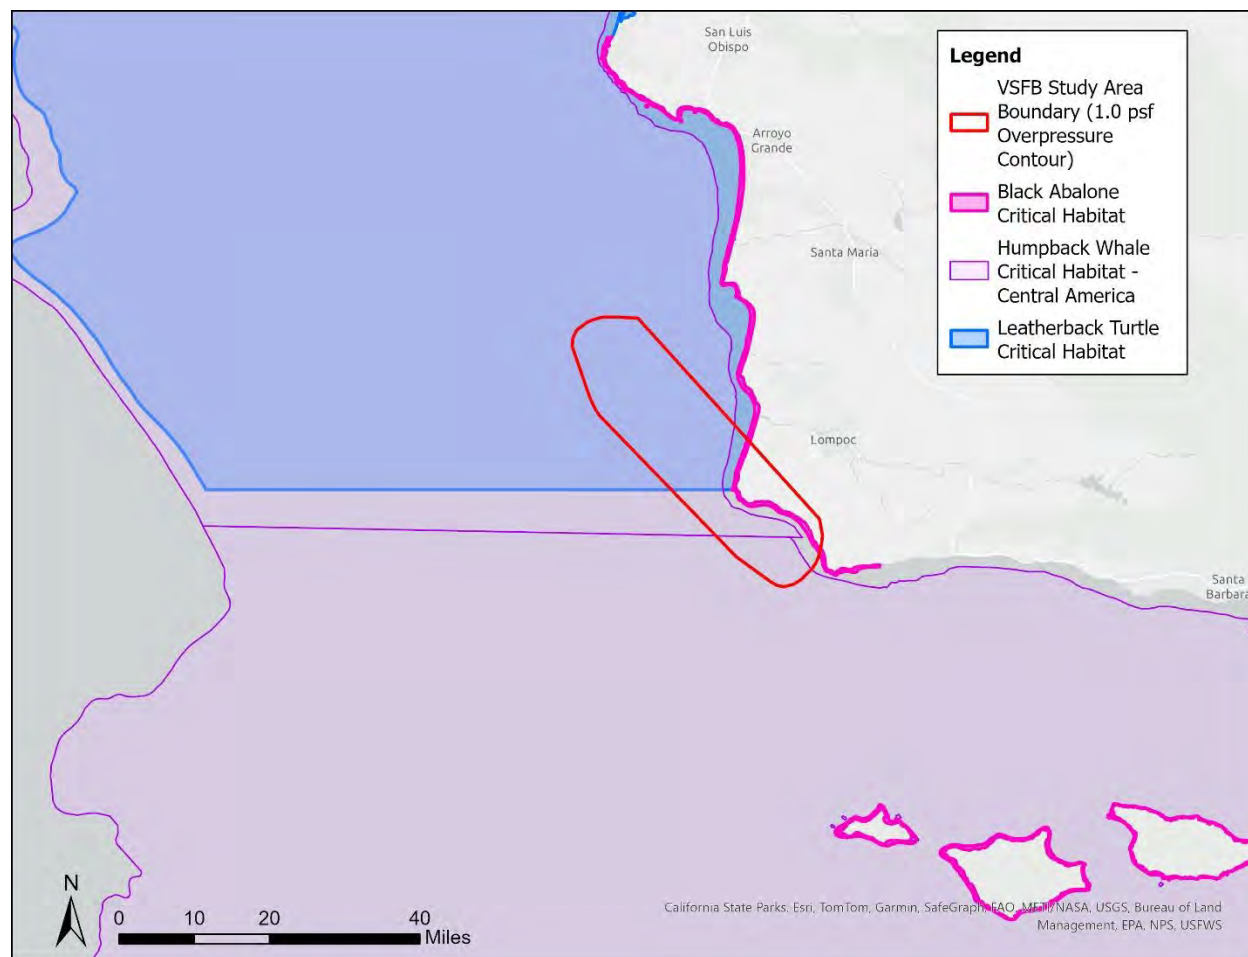 San Luis
Obispo
Arroyo
Grande
Santa Maria
Lompoc
Santa
Barbara
Legend
VSFB Study Area
Boundary (1.0 psf
Overpressure
Contour)
Black Abalone
Critical Habitat
Humpback Whale
Critical Habitat -
Central America
Leatherback Turtle
Critical Habitat
N
0 10 20 40
Miles
California State Parks, Esri, TomTom, Garmin, SafeGraph, FAO, METI/NASA, USGS, Bureau of Land
Management, EPA, NPS, USFWS